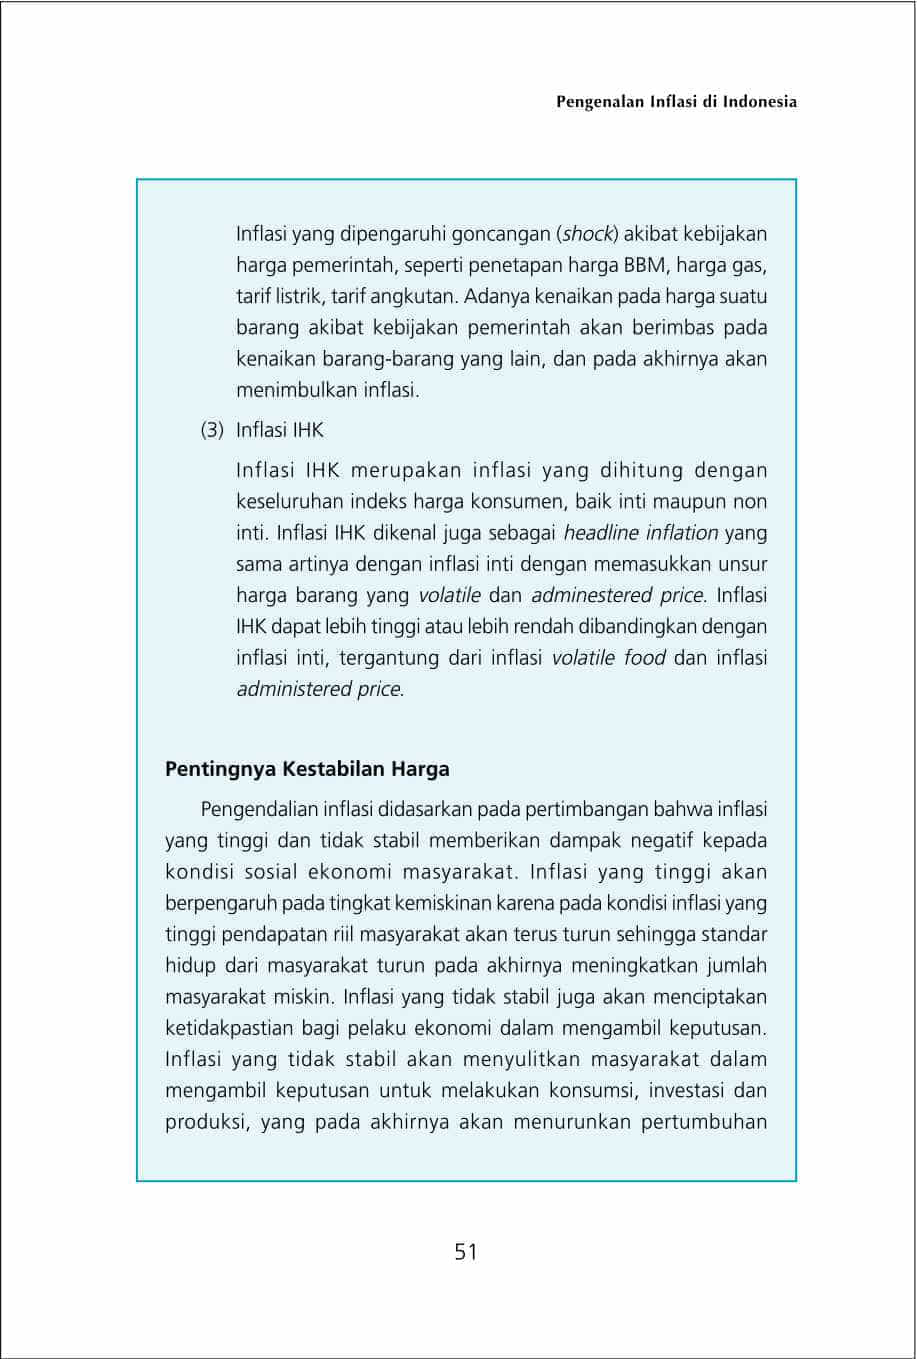 Pengenalan Inflasi di Indonesia
Inflasi yang dipengaruhi goncangan (shock) akibat kebijakan
harga pemerintah, seperti penetapan harga BBM, harga gas,
tarif listrik, tarif angkutan. Adanya kenaikan pada harga suatu
barang akibat kebijakan pemerintah akan berimbas pada
kenaikan barang-barang yang lain, dan pada akhirnya akan
menimbulkan inflasi.
(3) Inflasi IHK
Inflasi IHK merupakan inflasi yang dihitung dengan
keseluruhan indeks harga konsumen, baik inti maupun non
inti. Inflasi IHK dikenal juga sebagai headline inflation yang
sama artinya dengan inflasi inti dengan memasukkan unsur
harga barang yang volatile dan adminestered price. Inflasi
IHK dapat lebih tinggi atau lebih rendah dibandingkan dengan
inflasi inti, tergantung dari inflasi volatile food dan inflasi
administered price.
Pentingnya Kestabilan Harga
Pengendalian inflasi didasarkan pada pertimbangan bahwa inflasi
yang tinggi dan tidak stabil memberikan dampak negatif kepada
kondisi sosial ekonomi masyarakat. Inflasi yang tinggi akan
berpengaruh pada tingkat kemiskinan karena pada kondisi inflasi yang
tinggi pendapatan riil masyarakat akan terus turun sehingga standar
hidup dari masyarakat turun pada akhirnya meningkatkan jumlah
masyarakat miskin. Inflasi yang tidak stabil juga akan menciptakan
ketidakpastian bagi pelaku ekonomi dalam mengambil keputusan.
Inflasi yang tidak stabil akan menyulitkan masyarakat dalam
mengambil keputusan untuk melakukan konsumsi, investasi dan
produksi, yang pada akhirnya akan menurunkan pertumbuhan
51